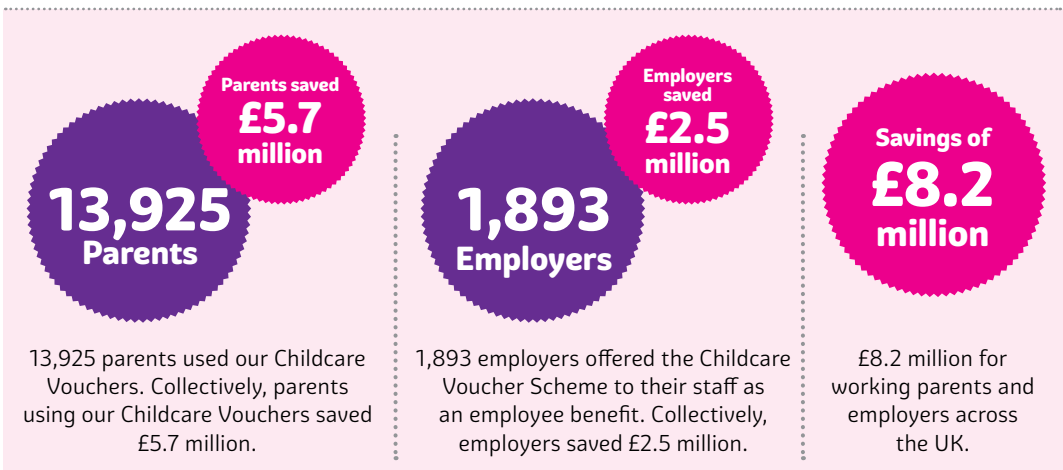 Parents saved
£5.7
million
13,925
Parents
13,925 parents used our Childcare
Vouchers. Collectively, parents
using our Childcare Vouchers saved
£5.7 million.
Employers
saved
£2.5
million
1,893
Employers
1,893 employers offered the Childcare
Voucher Scheme to their staff as
an employee benefit. Collectively,
employers saved £2.5 million.
Savings of
£8.2
million
£8.2 million for
working parents and
employers across
the UK.